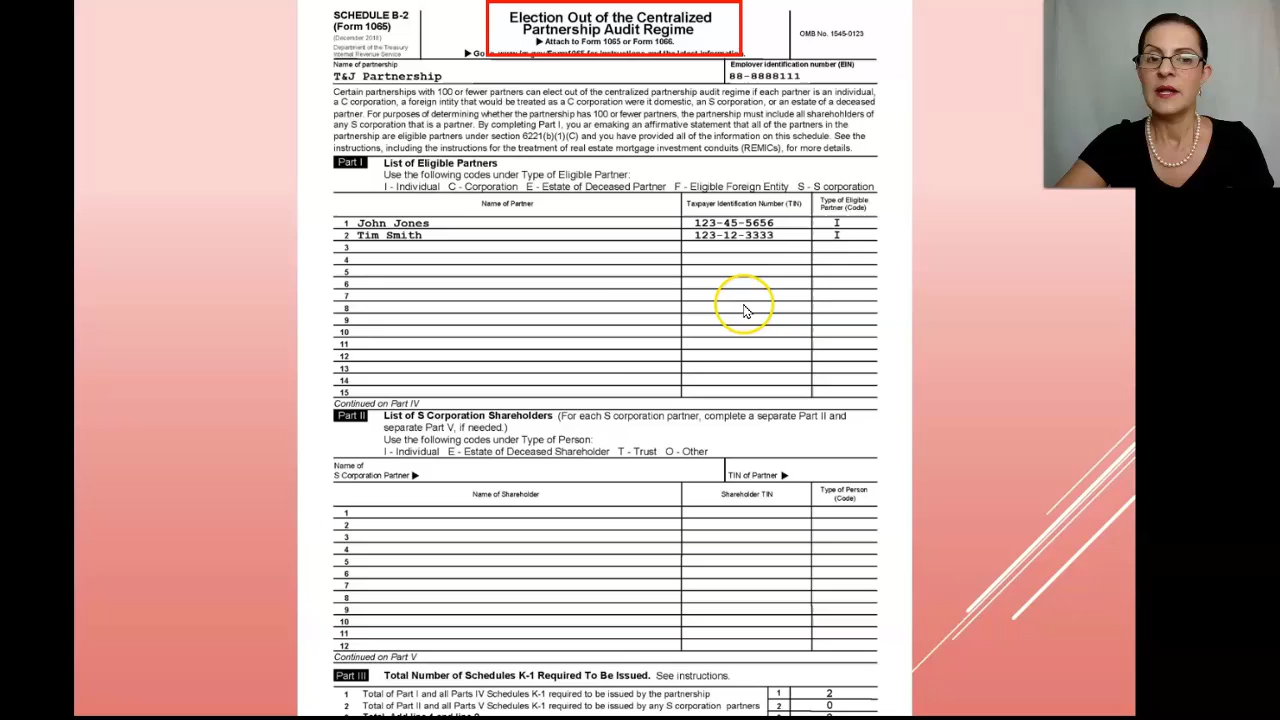 SCHEDULE B-2
(Form 1065)
(December 2018)
Department of the Treasury
Internal Revenue Service
Election Out of the Centralized
Partnership Audit Regime
▶ Attach to Form 1065 or Form 1066.
OMB No. 1545-0123
Name of partnership
Employer identification number (EIN)
T&J Partnership
88-8888111
Certain partnerships with 100 or fewer partners can elect out of the centralized partnership audit regime if each partner is an individual,
a C corporation, a foreign entity that would be treated as a C corporation were it domestic, an S corporation, or an estate of a deceased
partner. For purposes of determining whether the partnership has 100 or fewer partners, the partnership must include all shareholders of
any S corporation that is a partner. By completing Part I, you ar emaking an affirmative statement that all of the partners in the
partnership are eligible partners under section 6221(b)(1)(C) and you have provided all of the information on this schedule. See the
instructions, including the instructions for the treatment of real estate mortgage investment conduits (REMICs), for more details.
Part I List of Eligible Partners
Use the following codes under Type of Eligible Partner:
I - Individual C - Corporation E - Estate of Deceased Partner F - Eligible Foreign Entity S - S corporation
Name of Partner Taxpayer Identification Number (TIN) Type of Eligible Partner (Code)
1 John Jones 123-45-5656 I
2 Tim Smith 123-12-3333 I
3
4
5
6
7
8
9
10
11
12
13
14
15
Continued on Part IV
Part II List of S Corporation Shareholders (For each S corporation partner, complete a separate Part II and
separate Part V, if needed.)
Use the following codes under Type of Person:
I - Individual E - Estate of Deceased Shareholder T - Trust O - Other
Name of
S Corporation Partner ▶ TIN of Partner ▶
Name of Shareholder Shareholder TIN Type of Person (Code)
1
2
3
4
5
6
7
8
9
10
11
12
Continued on Part V
Part III Total Number of Schedules K-1 Required To Be Issued. See instructions.
1 Total of Part I and all Parts IV Schedules K-1 required to be issued by the partnership 1 2
2 Total of Part II and all Parts V Schedules K-1 required to be issued by any S corporation partners 2 0